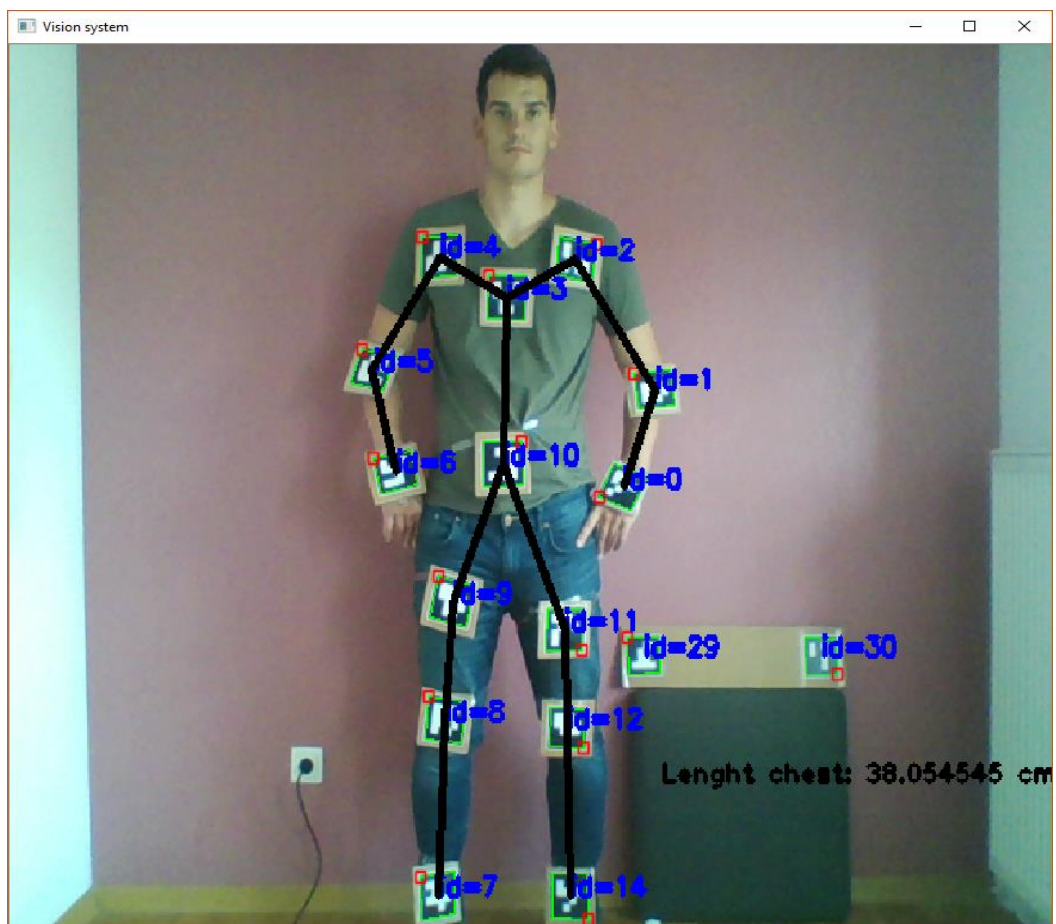 Vision system
id=4
id=2
id=3
id=5
id=1
id=10
id=6
id=0
id=9
id=11
id=29
id=30
id=8
id=12
Lenght chest: 38.054545 cm
id=7
id=14